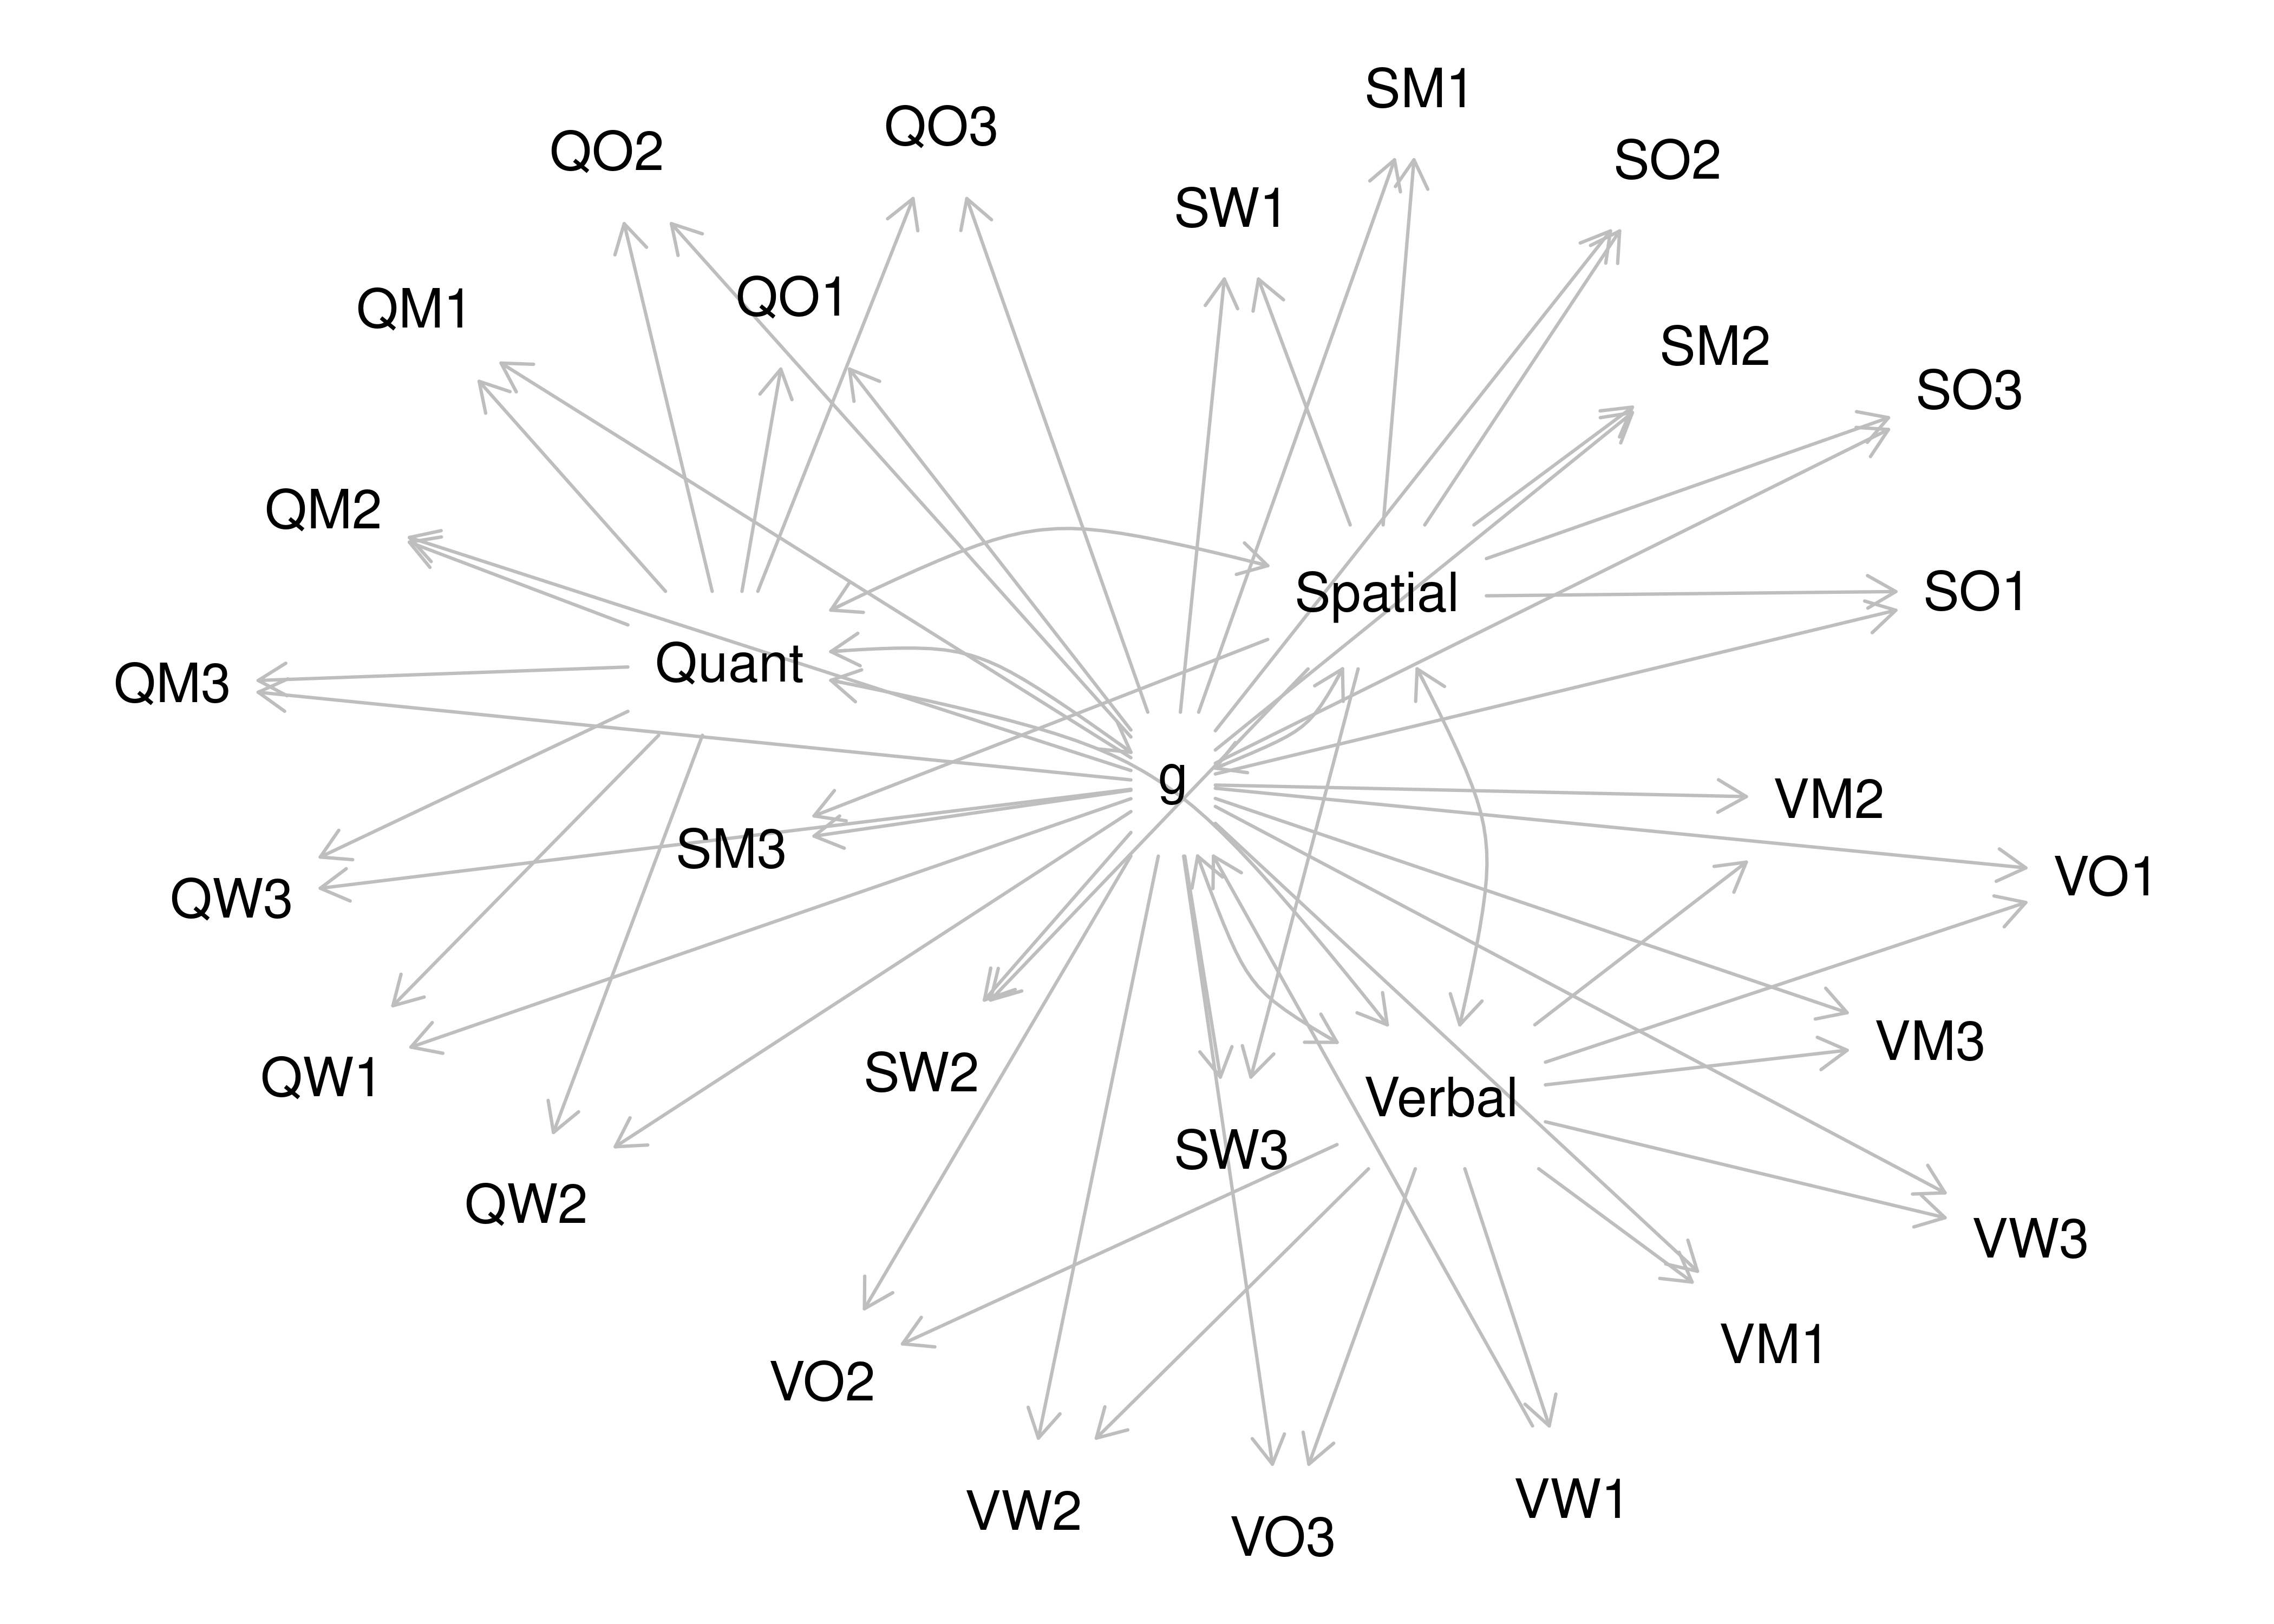 SM1
QO3
QO2
SO2
SW1
QO1
QM1
SM2
SO3
QM2
SO1
Spatial
Quant
QM3
g
VM2
SM3
VO1
QW3
VM3
SW2
QW1
Verbal
SW3
QW2
VW3
VM1
VO2
VW1
VW2
VO3